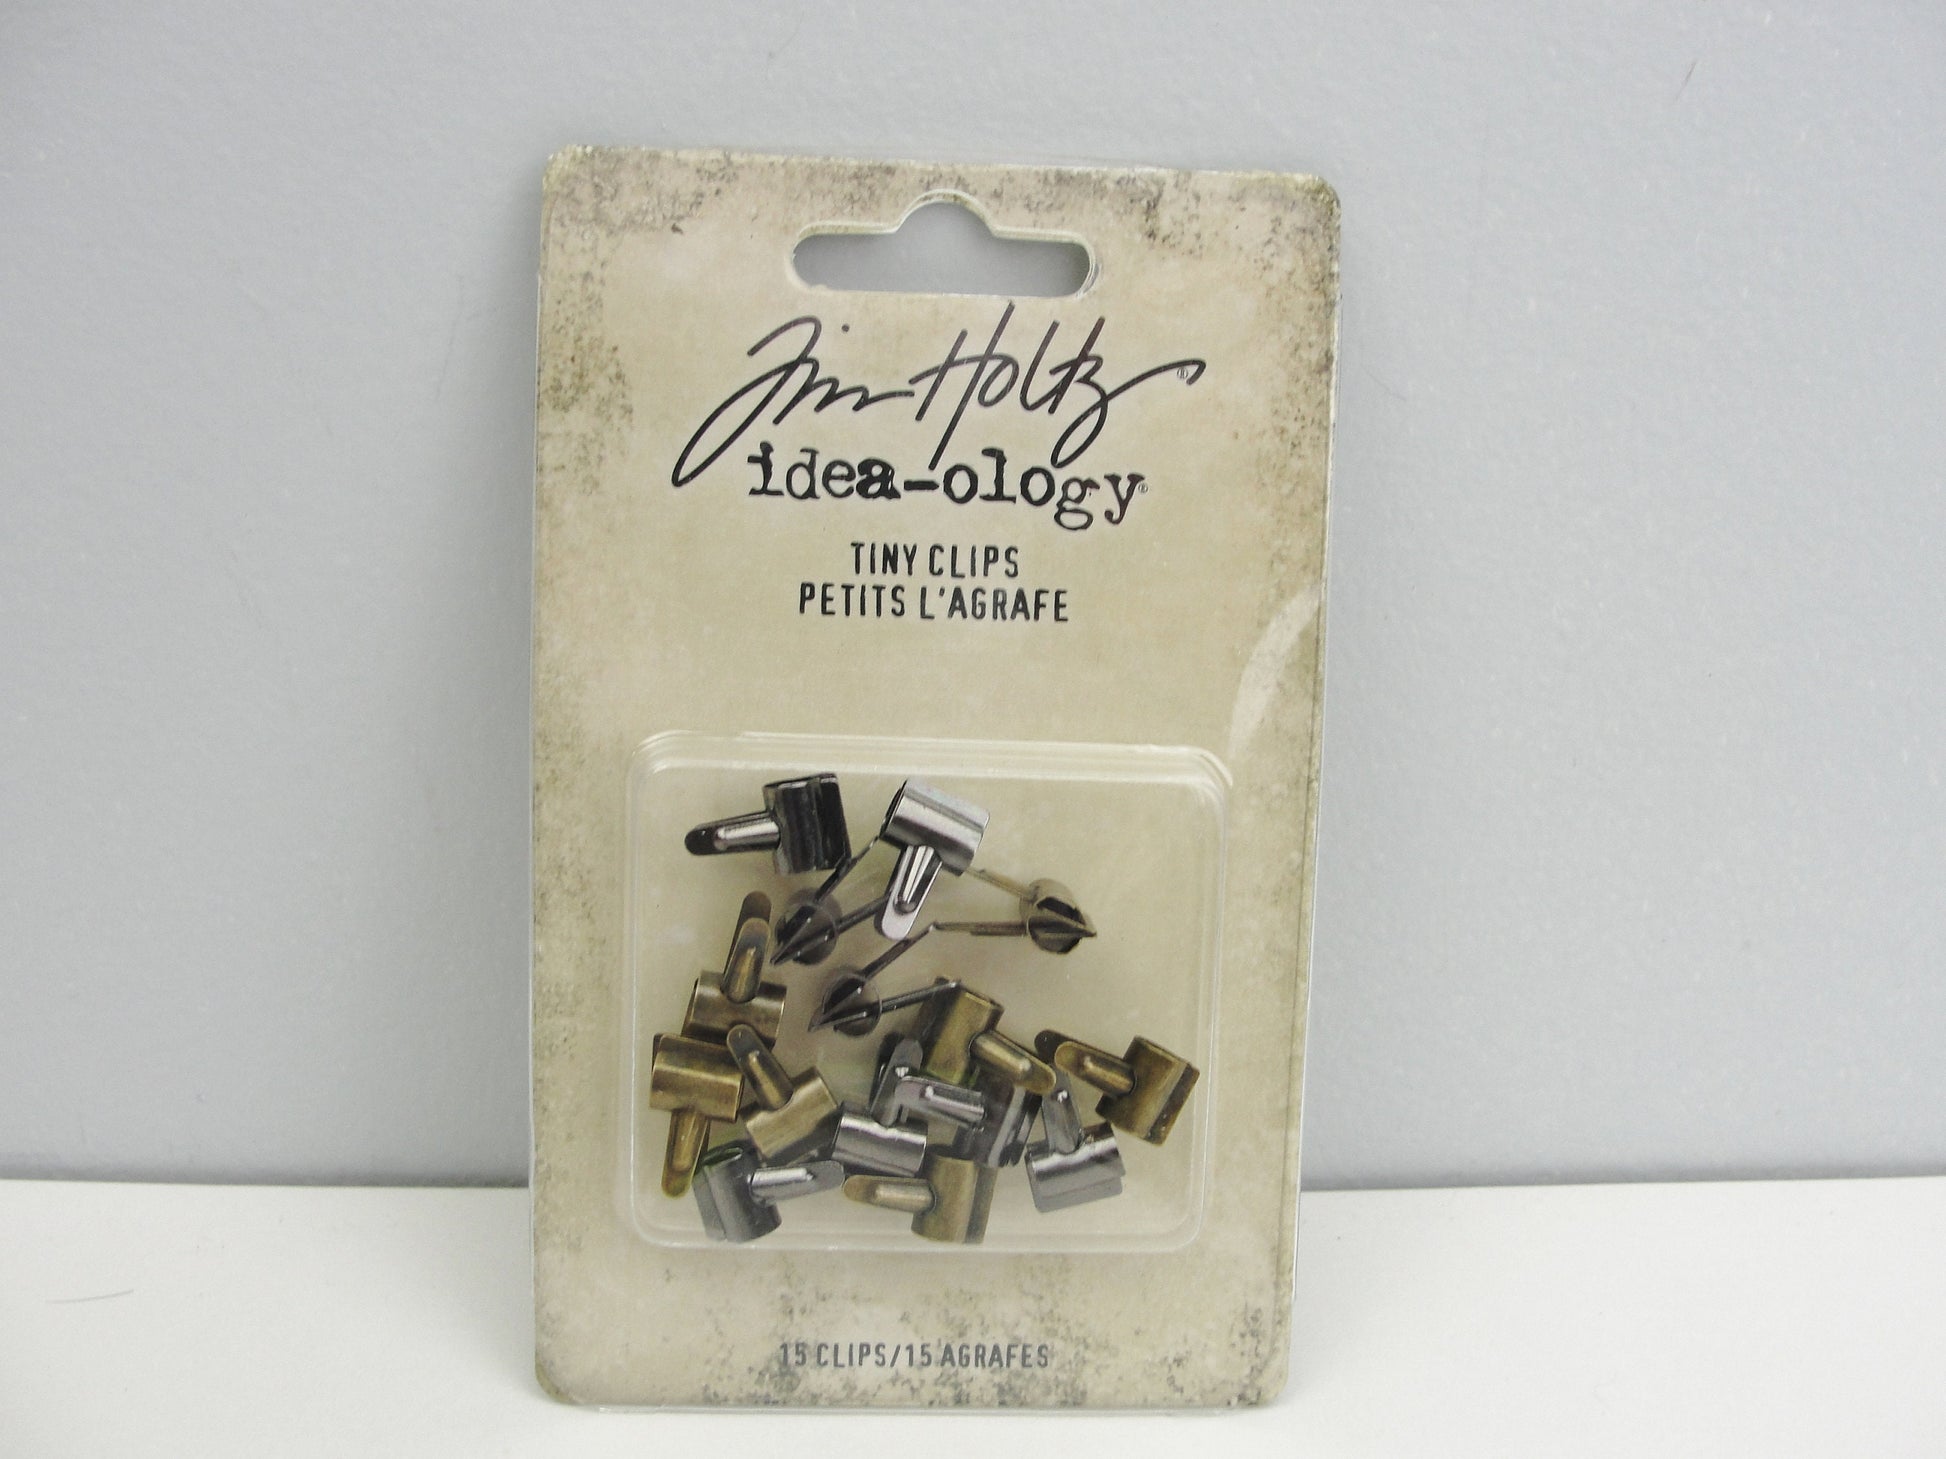 Tim Holtz®
idea-ology®
TINY CLIPS
PETITS L'AGRAFE
15 CLIPS/15 AGRAFES